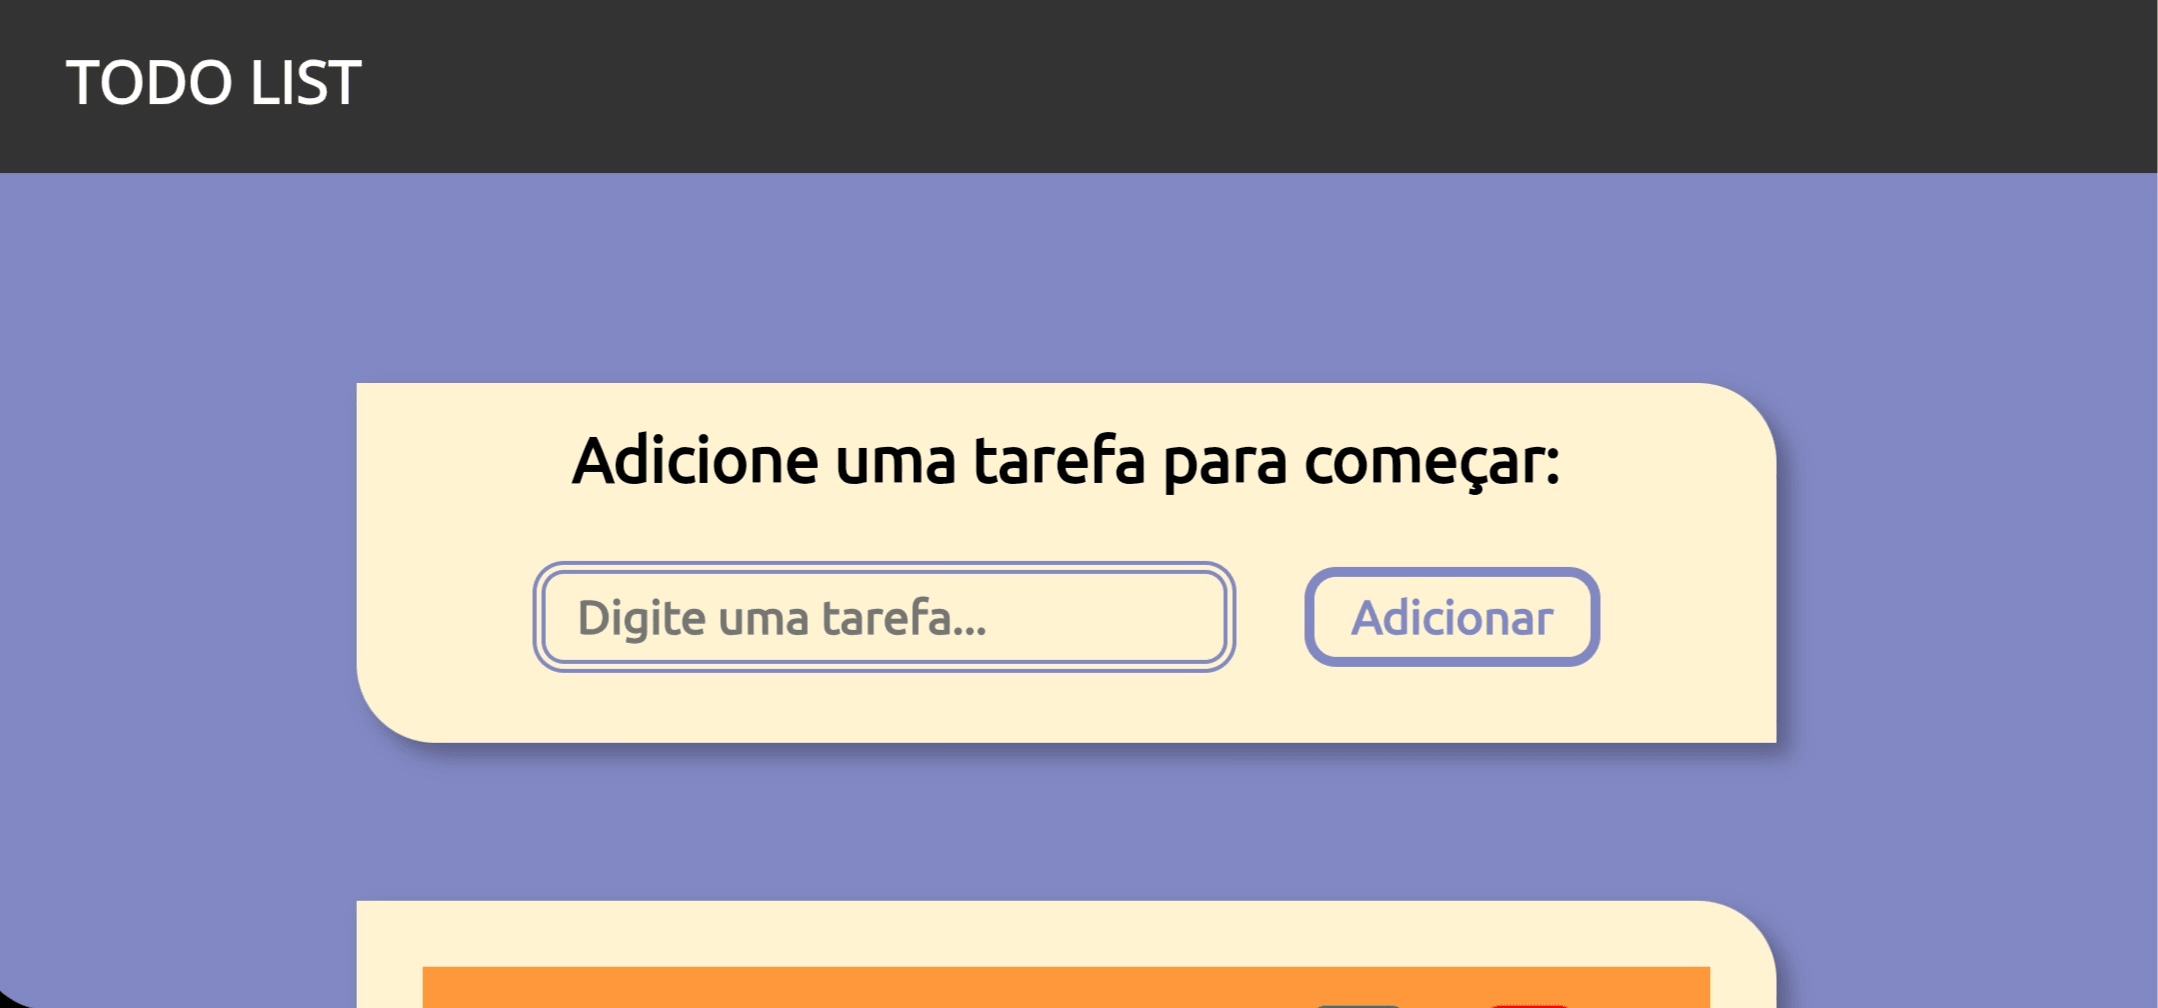 TODO LIST
Adicione uma tarefa para começar:
Digite uma tarefa...
Adicionar